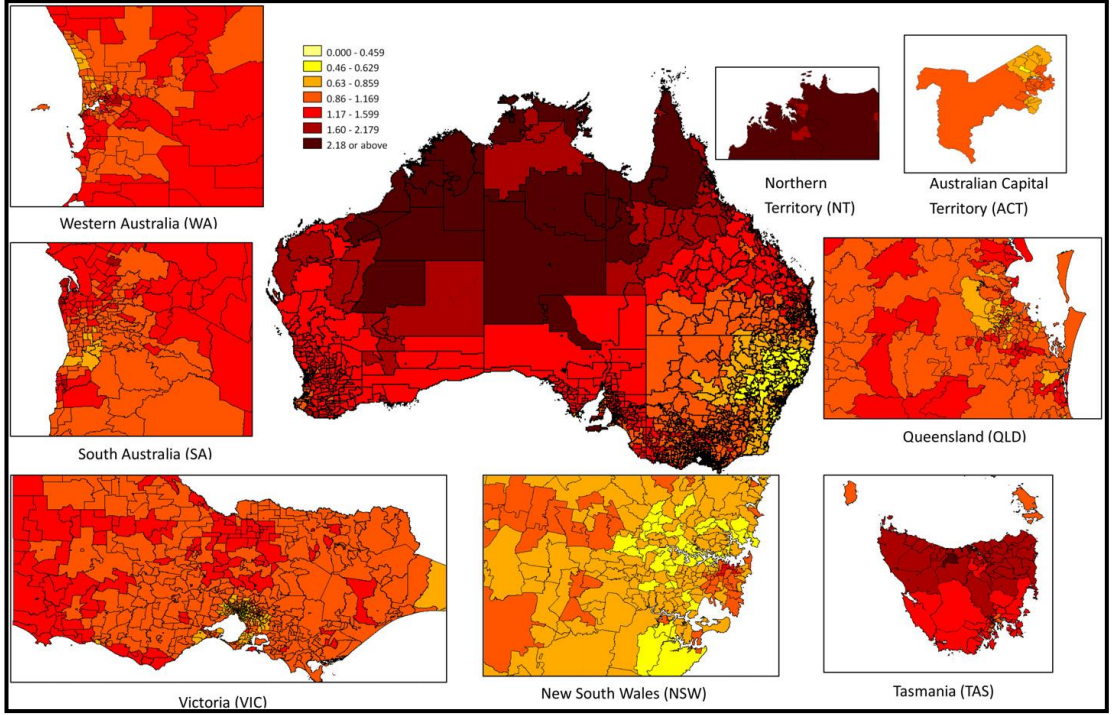 0.000 - 0.459
0.46 - 0.629
0.63 - 0.859
0.86 - 1.169
1.17 - 1.599
1.60 - 2.179
2.18 or above
Northern
Territory (NT)
Australian Capital
Territory (ACT)
Western Australia (WA)
South Australia (SA)
Queensland (QLD)
Victoria (VIC)
New South Wales (NSW)
Tasmania (TAS)